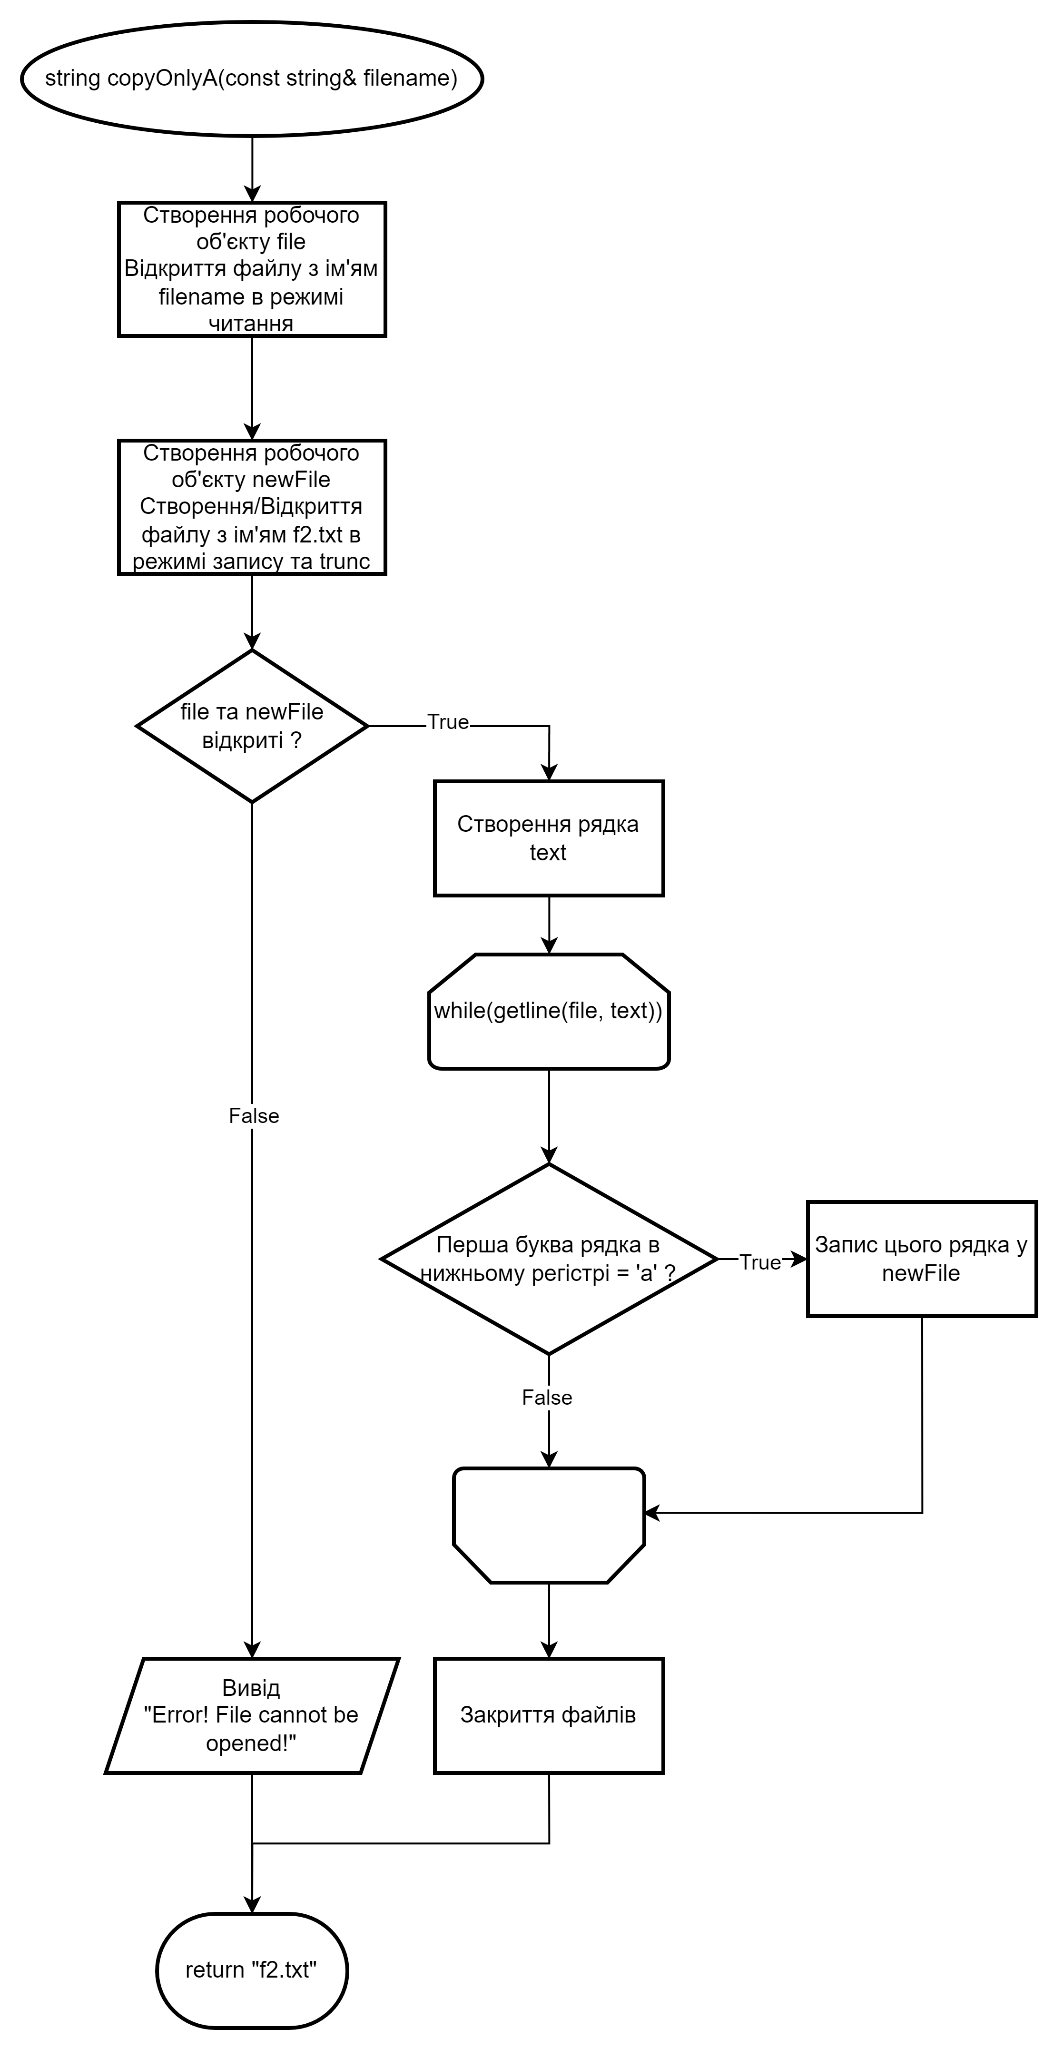 string copyOnlyA(const string& filename)
Створення робочого
об'єкту file
Відкриття файлу з ім'ям
filename в режимі
читання
Створення робочого
об'єкту newFile
Створення/Відкриття
файлу з ім'ям f2.txt в
режимі запису та trunc
file та newFile
відкриті ?
True
Створення рядка
text
while(getline(file, text))
False
Перша буква рядка в
нижньому регістрі = 'a' ?
True
Запис цього рядка у
newFile
False
Вивід
"Error! File cannot be
opened!"
Закриття файлів
return "f2.txt"